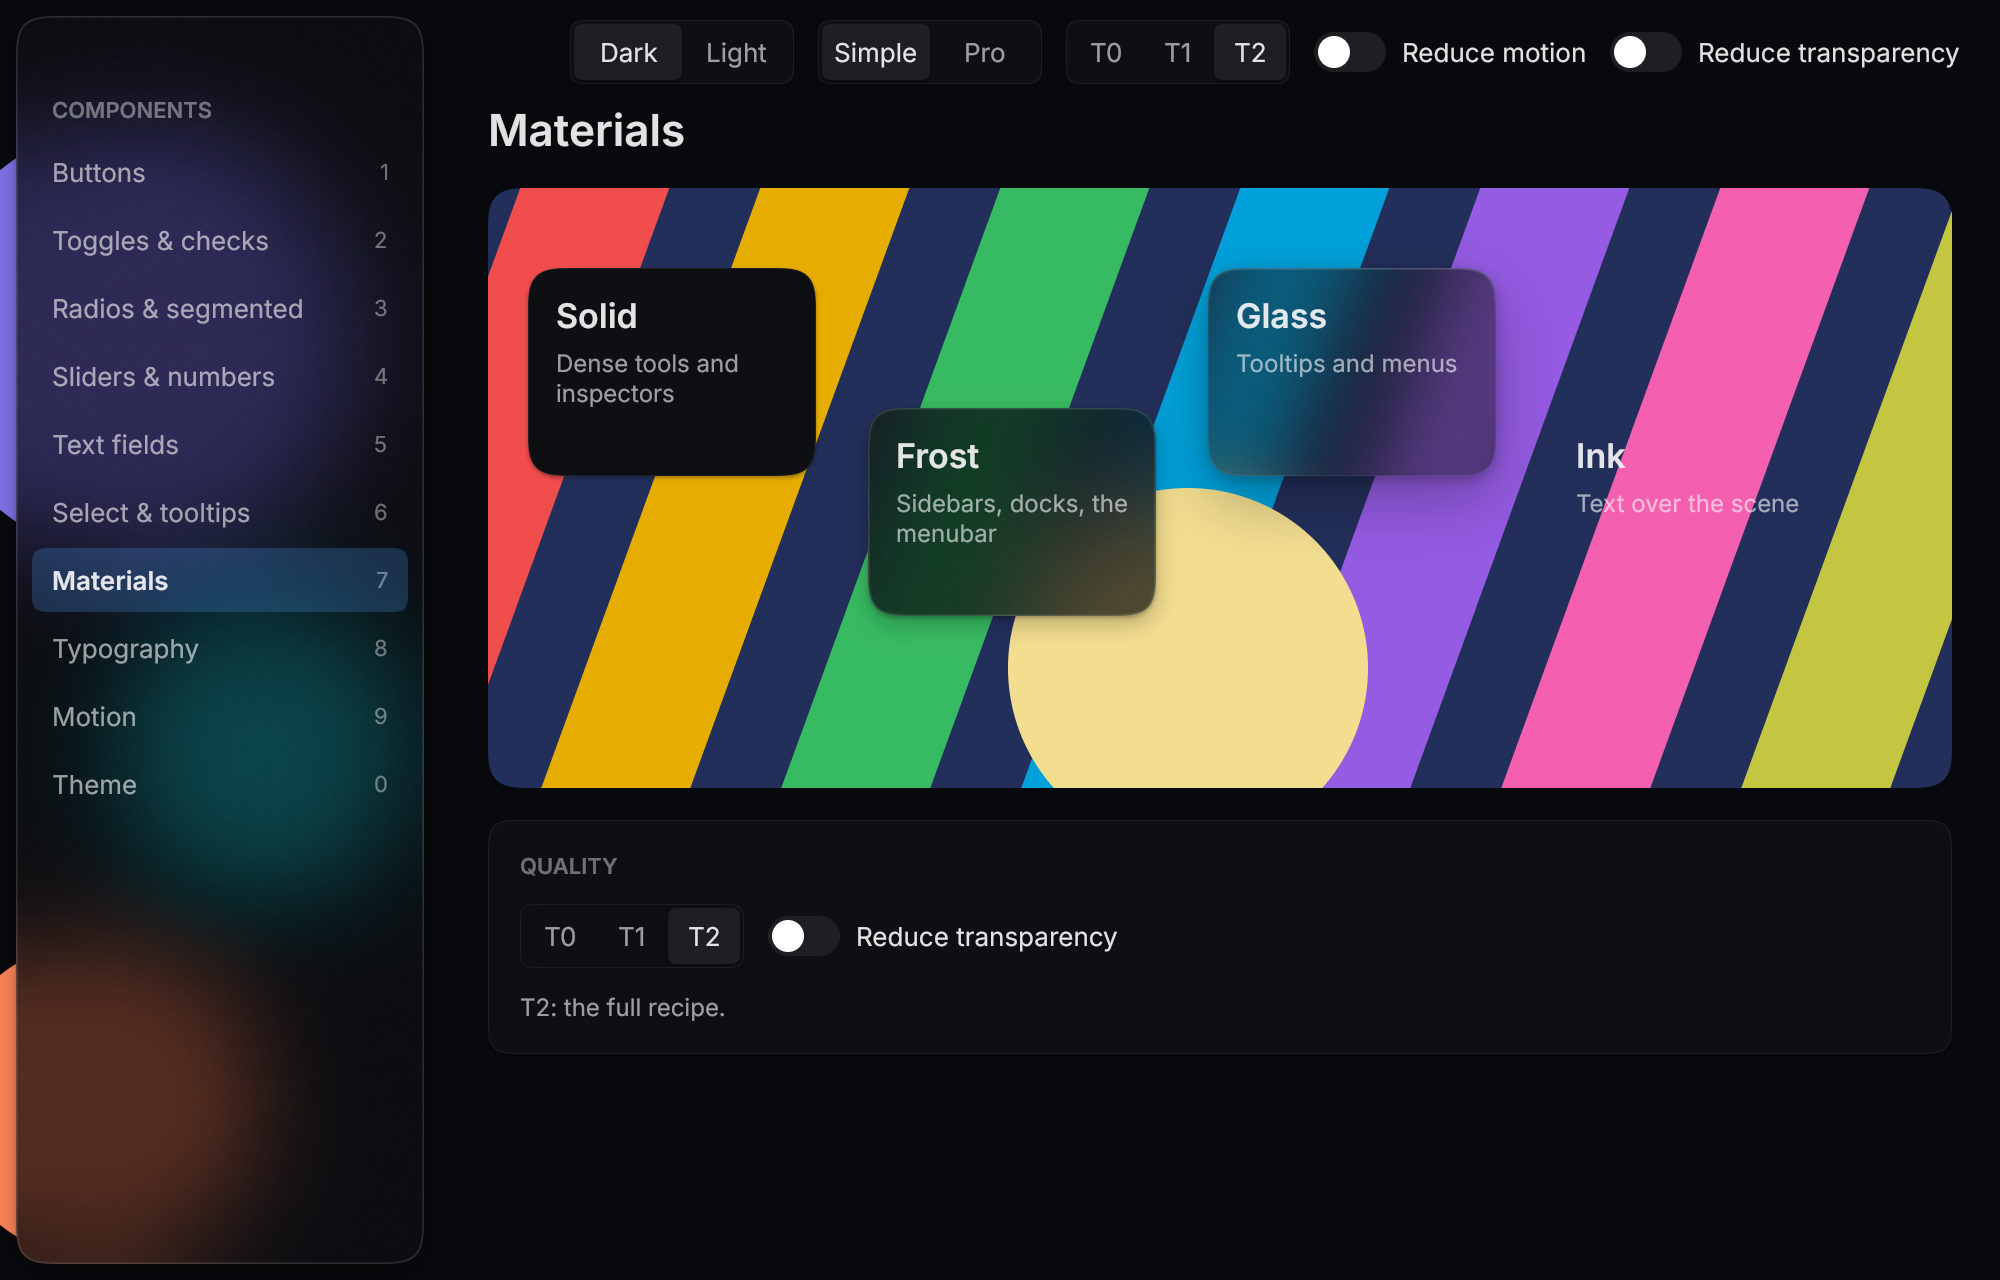 Dark Light Simple Pro T0 T1 T2 Reduce motion Reduce transparency
COMPONENTS
Buttons 1
Toggles & checks 2
Radios & segmented 3
Sliders & numbers 4
Text fields 5
Select & tooltips 6
Materials 7
Typography 8
Motion 9
Theme 0
Materials
Solid
Dense tools and
inspectors
Frost
Sidebars, docks, the
menubar
Glass
Tooltips and menus
Ink
Text over the scene
QUALITY
T0 T1 T2 Reduce transparency
T2: the full recipe.